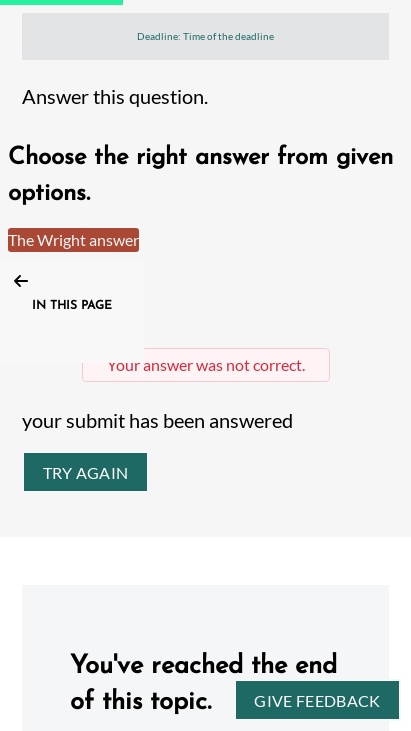 Deadline: Time of the deadline
Answer this question.
Choose the right answer from given
options.
The Wright answer
IN THIS PAGE
Your answer was not correct.
your submit has been answered
TRY AGAIN
You've reached the end
of this topic.
GIVE FEEDBACK